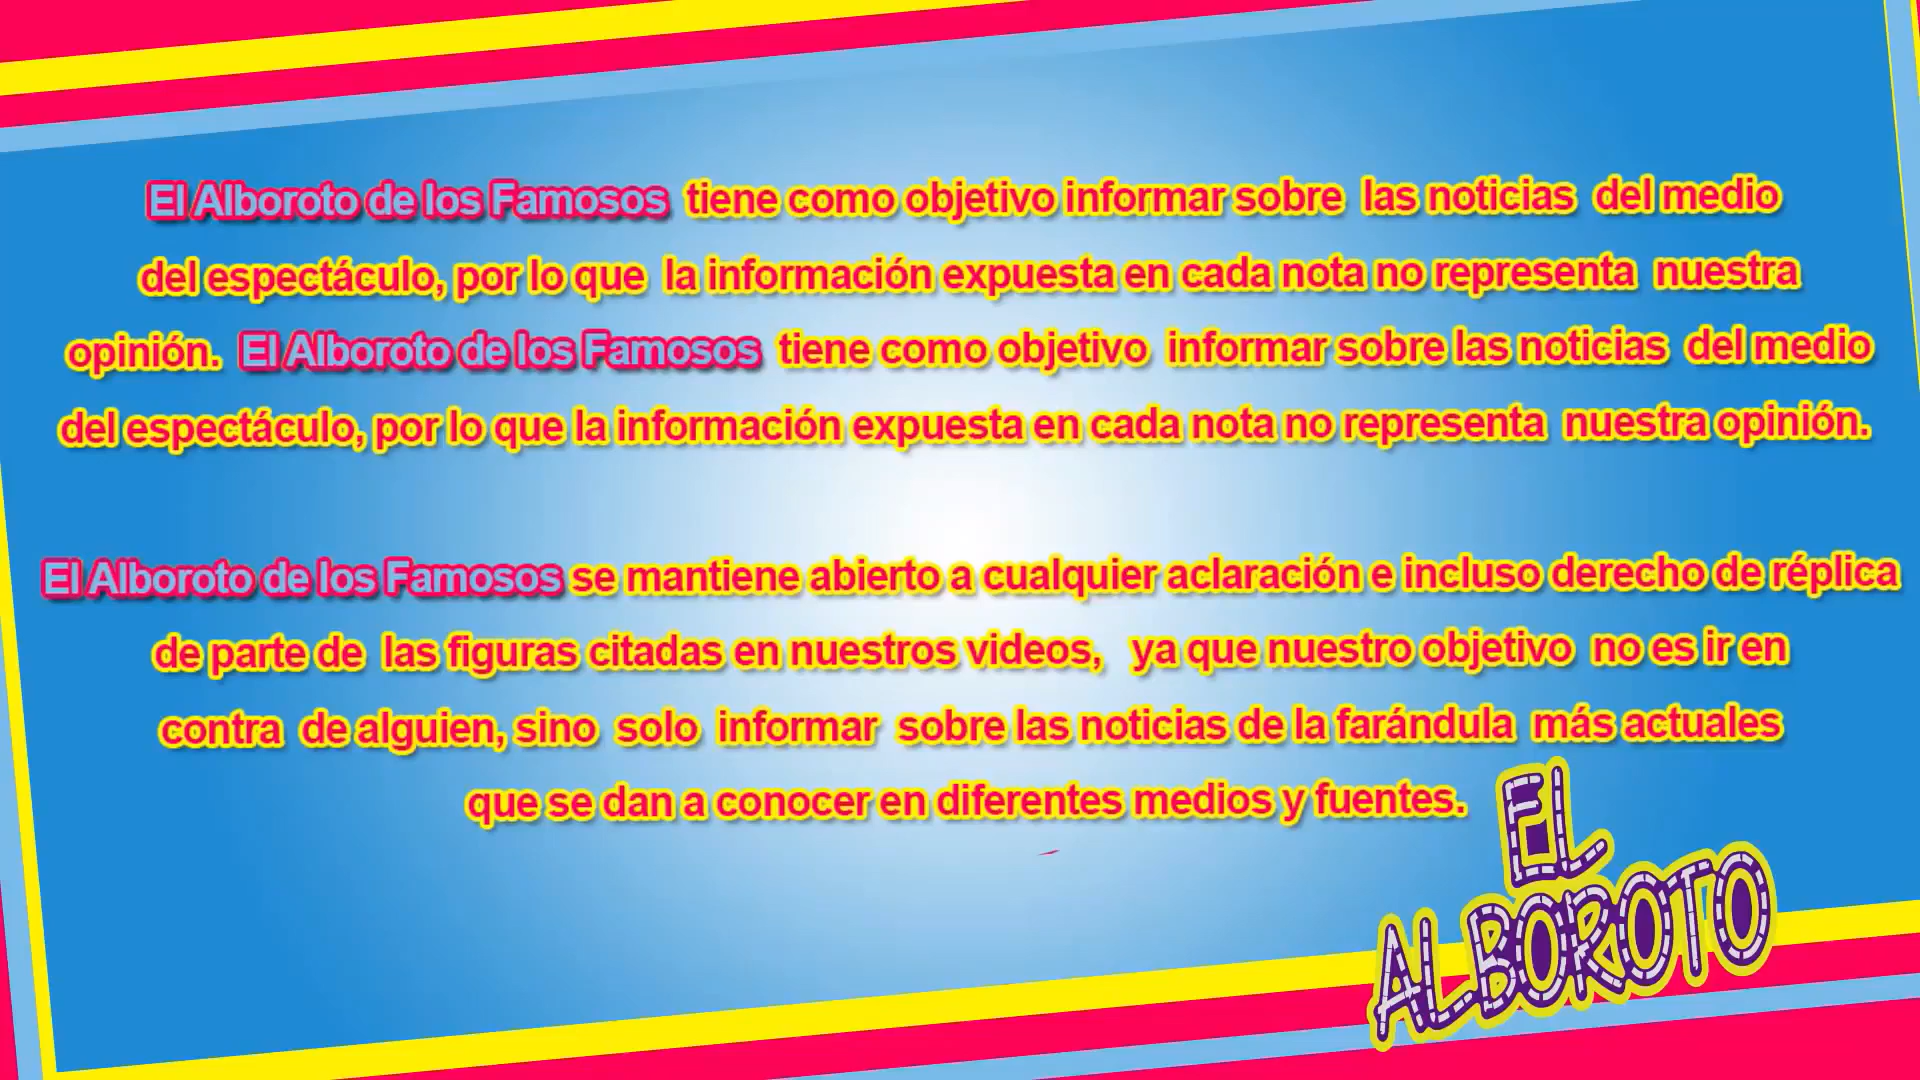 El Alboroto de los Famosos tiene como objetivo informar sobre las noticias del medio
del espectáculo, por lo que la información expuesta en cada nota no representa nuestra
opinión. El Alboroto de los Famosos tiene como objetivo informar sobre las noticias del medio
del espectáculo, por lo que la información expuesta en cada nota no representa nuestra opinión.
El Alboroto de los Famosos se mantiene abierto a cualquier aclaración e incluso derecho de réplica
de parte de las figuras citadas en nuestros videos, ya que nuestro objetivo no es ir en
contra de alguien, sino solo informar sobre las noticias de la farándula más actuales
que se dan a conocer en diferentes medios y fuentes.
EL
ALBOROTO